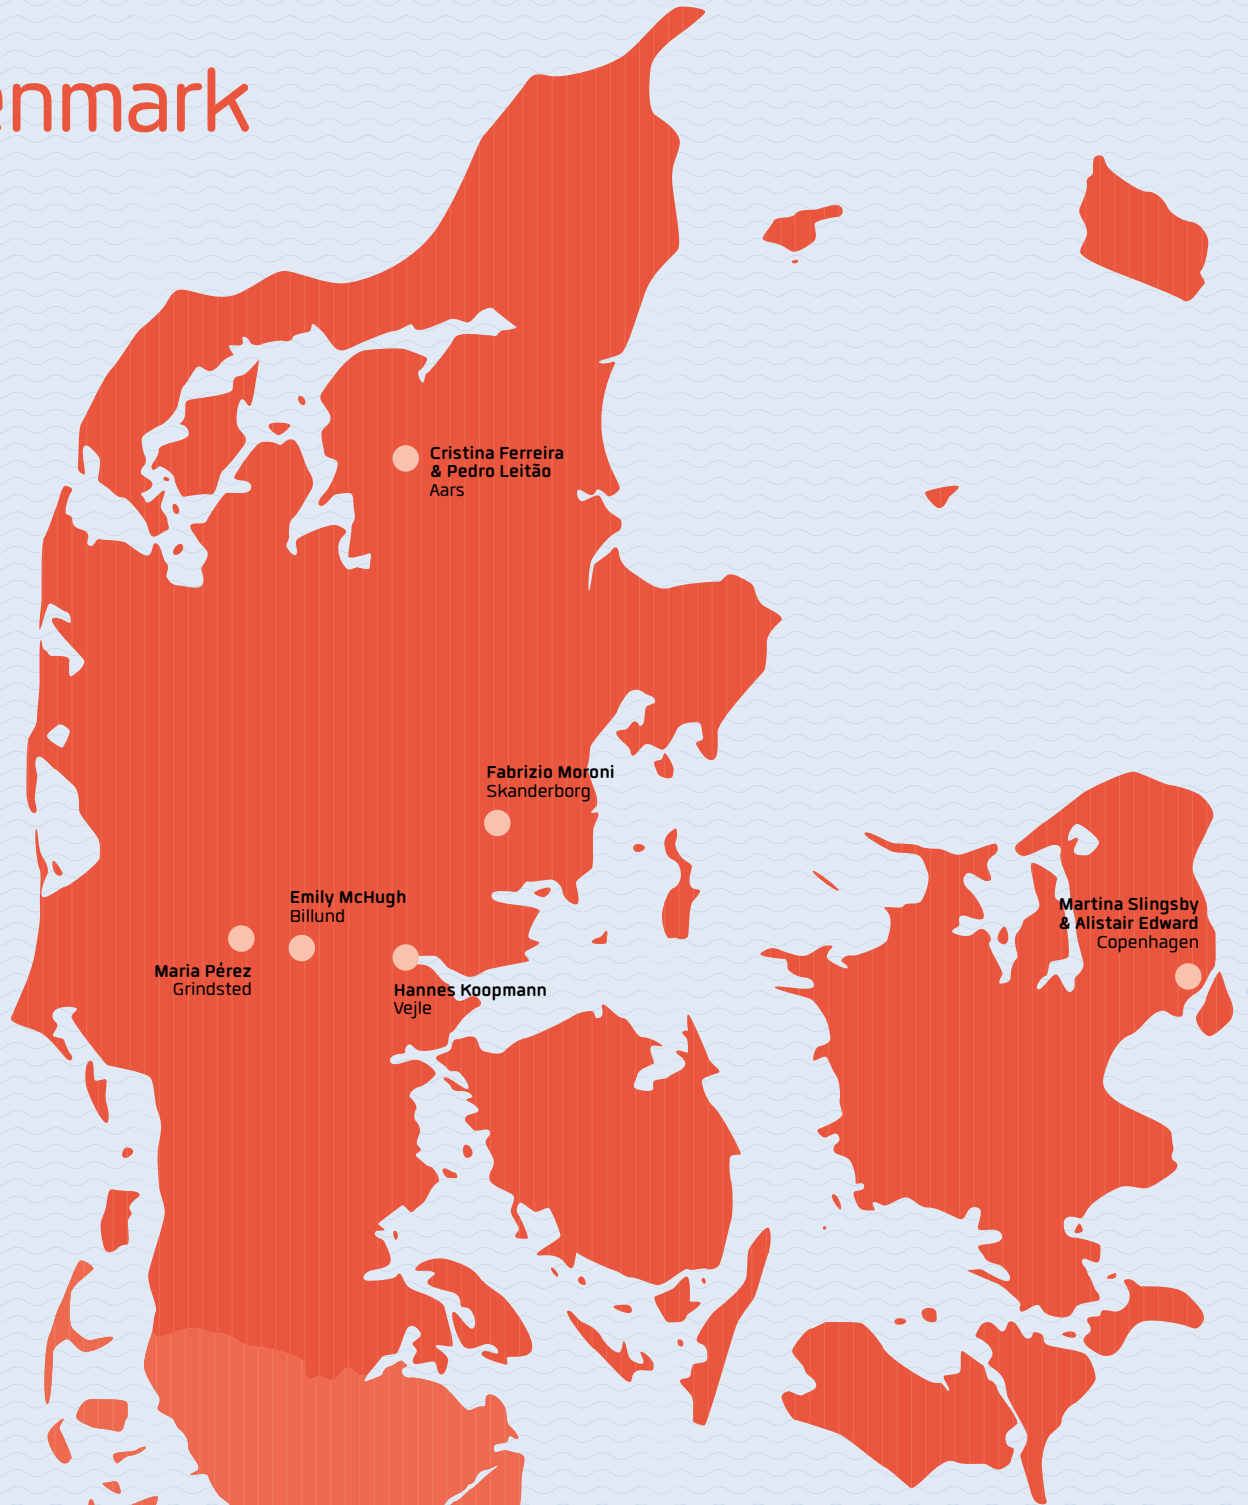 enmark
Cristina Ferreira
& Pedro Leitão
Aars
Fabrizio Moroni
Skanderborg
Emily McHugh
Billund
Martina Slingsby
& Alistair Edward
Copenhagen
Maria Pérez
Grindsted
Hannes Koopmann
Vejle